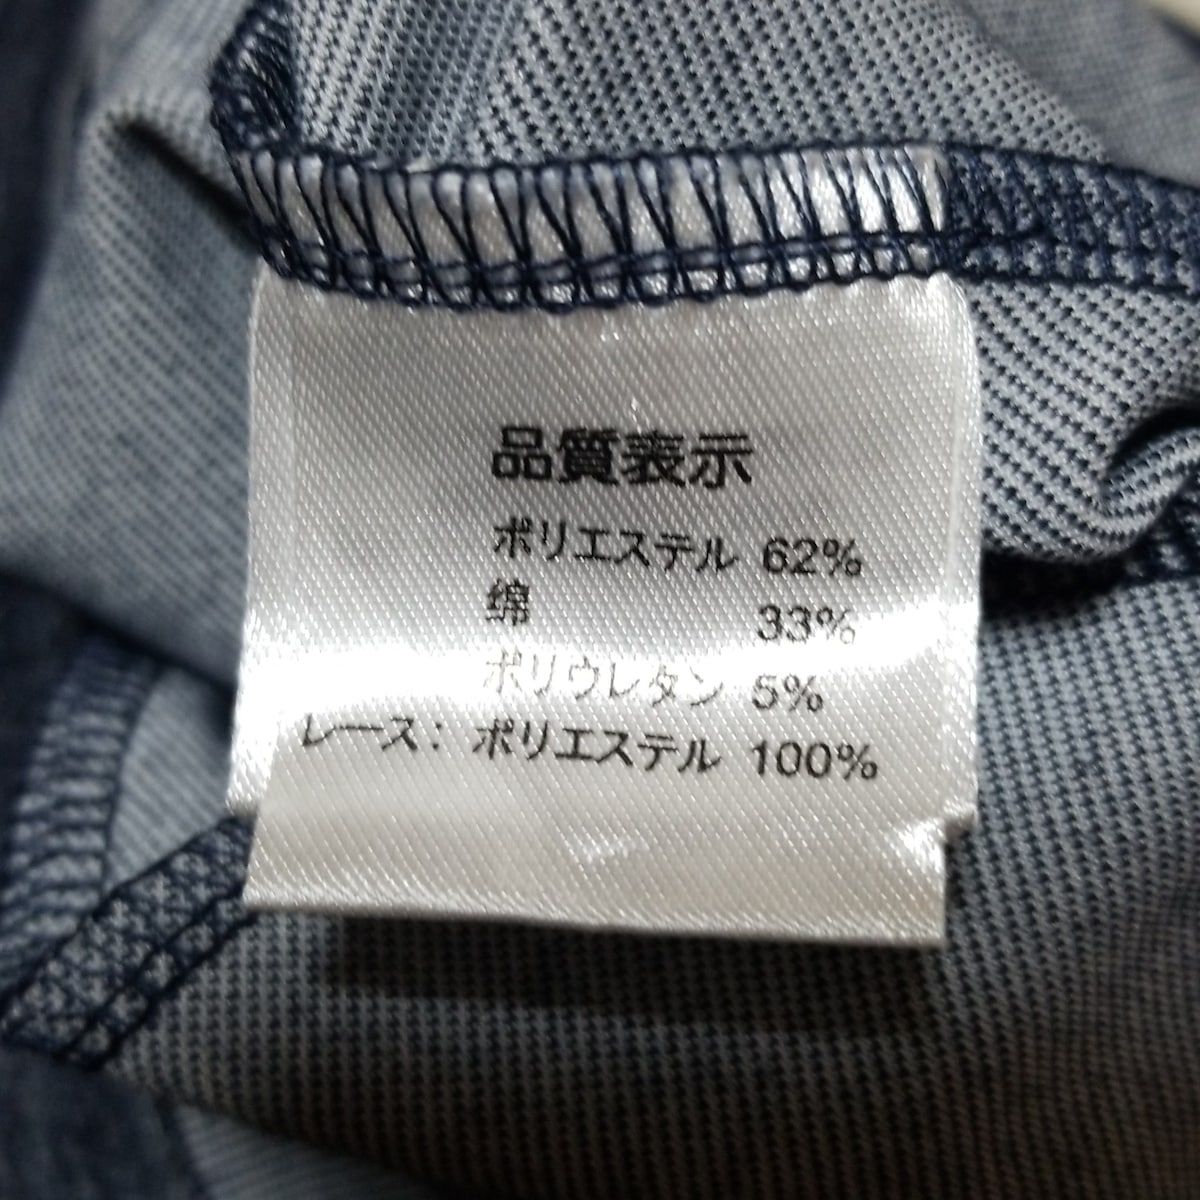 品質表示
ポリエステル 62%
绵 33%
ポリウレタン 5%
レース: ポリエステル 100%